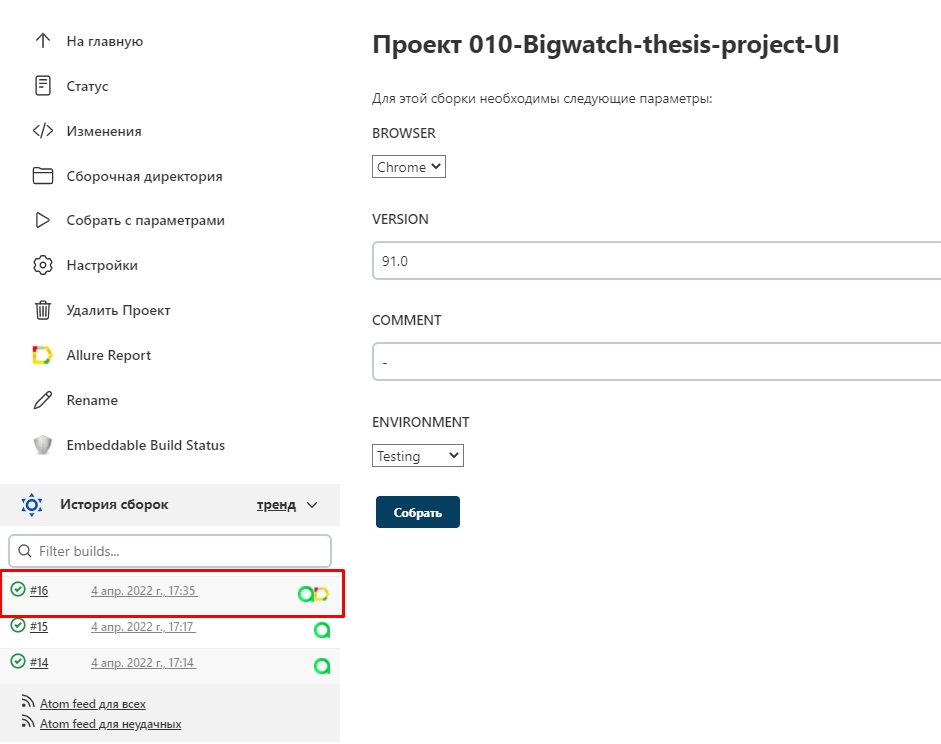 На главную
Статус
Изменения
Сборочная директория
Собрать с параметрами
Настройки
Удалить Проект
Allure Report
Rename
Embeddable Build Status
История сборок
тренд
Filter builds...
#16
4 апр. 2022 г., 17:35
#15
4 апр. 2022 г., 17:17
#14
4 апр. 2022 г., 17:14
Atom feed для всех
Atom feed для неудачных
Проект 010-Bigwatch-thesis-project-UI
Для этой сборки необходимы следующие параметры:
BROWSER
Chrome
VERSION
91.0
COMMENT
-
ENVIRONMENT
Testing
Собрать